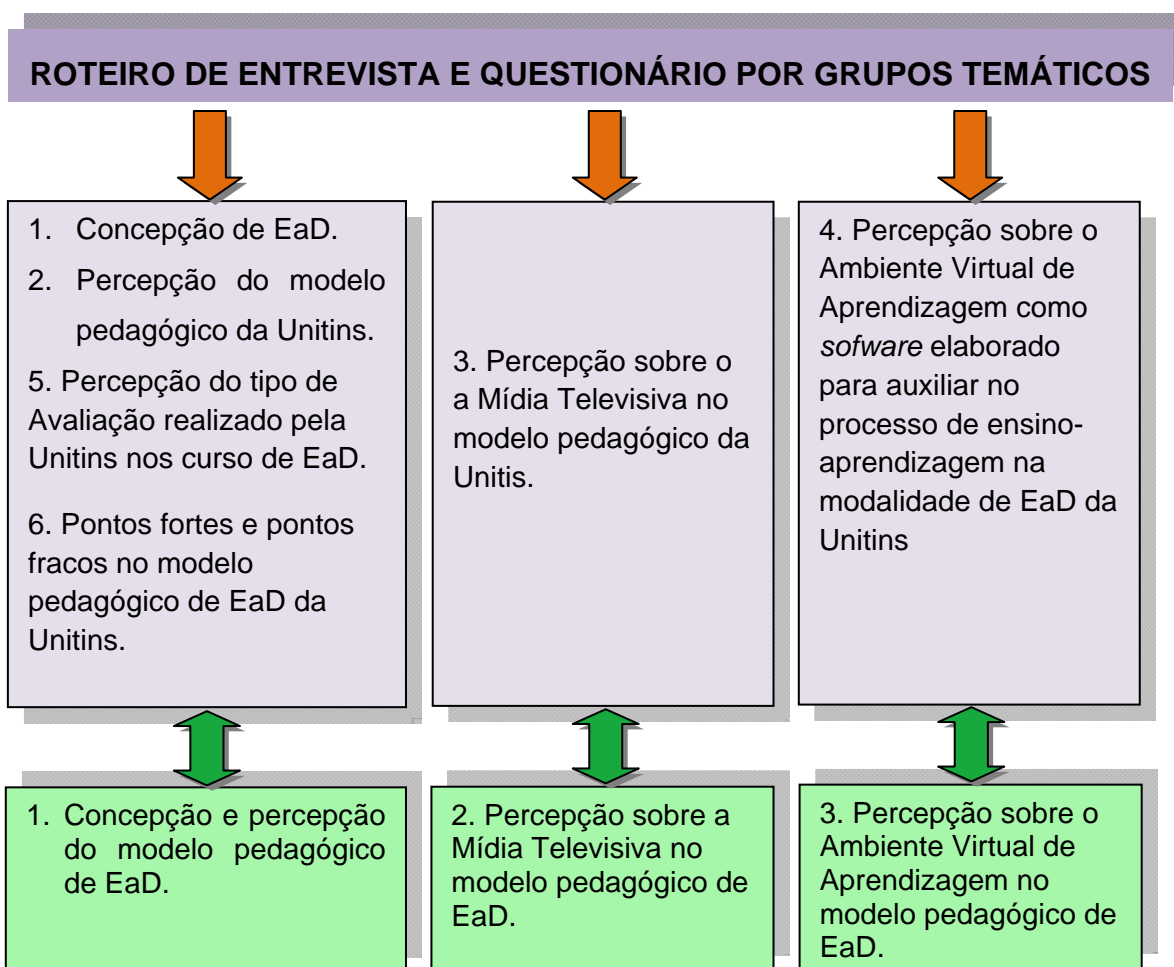 ROTEIRO DE ENTREVISTA E QUESTIONÁRIO POR GRUPOS TEMÁTICOS
1. Concepção de EaD.
2. Percepção do modelo
pedagógico da Unitins.
5. Percepção do tipo de
Avaliação realizado pela
Unitins nos curso de EaD.
6. Pontos fortes e pontos
fracos no modelo
pedagógico de EaD da
Unitins.
3. Percepção sobre o
a Mídia Televisiva no
modelo pedagógico da
Unitis.
4. Percepção sobre o
Ambiente Virtual de
Aprendizagem como
sofware elaborado
para auxiliar no
processo de ensino-
aprendizagem na
modalidade de EaD da
Unitins
1. Concepção e percepção
do modelo pedagógico
de EaD.
2. Percepção sobre a
Mídia Televisiva no
modelo pedagógico de
EaD.
3. Percepção sobre o
Ambiente Virtual de
Aprendizagem no
modelo pedagógico de
EaD.